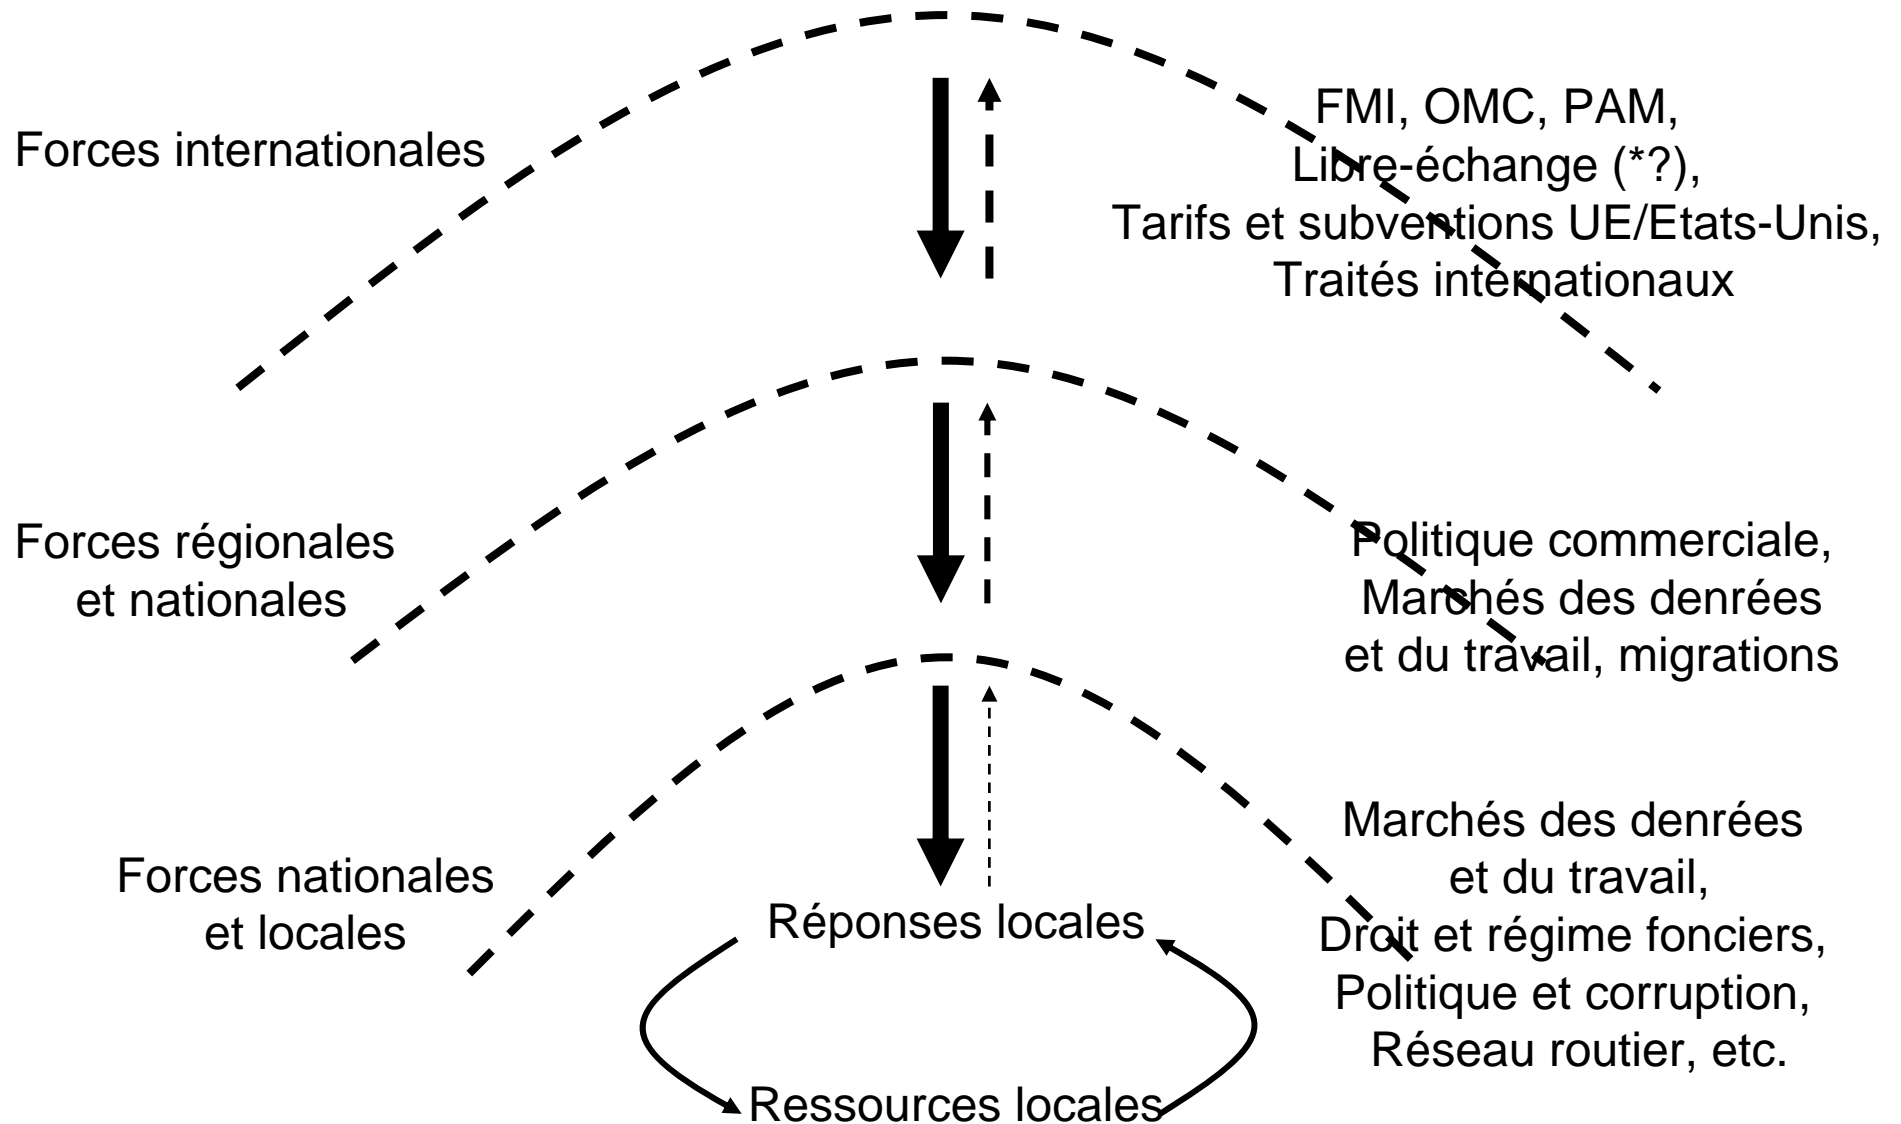 Forces internationales
FMI, OMC, PAM,
Libre-échange (*?),
Tarifs et subventions UE/Etats-Unis,
Traités internationaux
Forces régionales
et nationales
Politique commerciale,
Marchés des denrées
et du travail, migrations
Forces nationales
et locales
Marchés des denrées
et du travail,
Droit et régime fonciers,
Politique et corruption,
Réseau routier, etc.
Réponses locales
Ressources locales